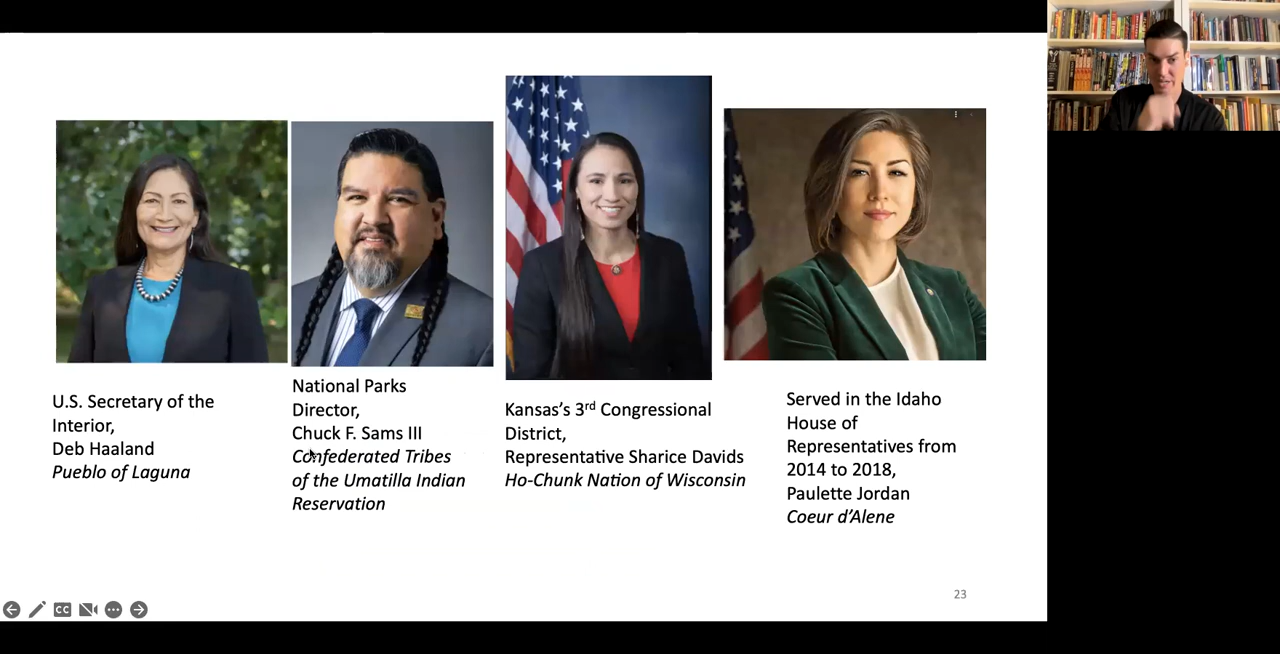 U.S. Secretary of the
Interior,
Deb Haaland
Pueblo of Laguna
National Parks
Director,
Chuck F. Sams III
Confederated Tribes
of the Umatilla Indian
Reservation
Kansas’s 3rd Congressional
District,
Representative Sharice Davids
Ho-Chunk Nation of Wisconsin
Served in the Idaho
House of
Representatives from
2014 to 2018,
Paulette Jordan
Coeur d’Alene
23
CC